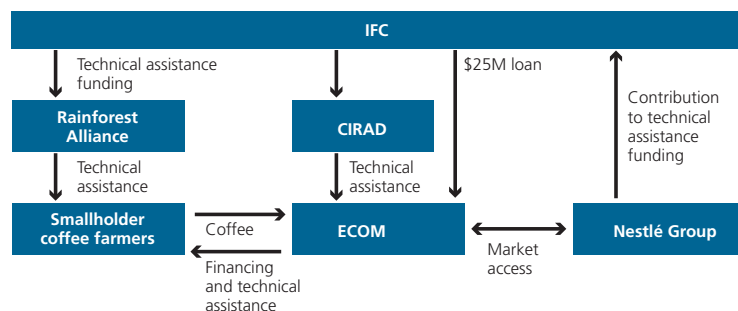 IFC
Technical assistance
funding
$25M loan
Contribution
to technical
assistance
funding
Rainforest
Alliance
CIRAD
Technical
assistance
Technical
assistance
Smallholder
coffee farmers
Coffee
ECOM
Market
access
Nestlé Group
Financing
and technical
assistance